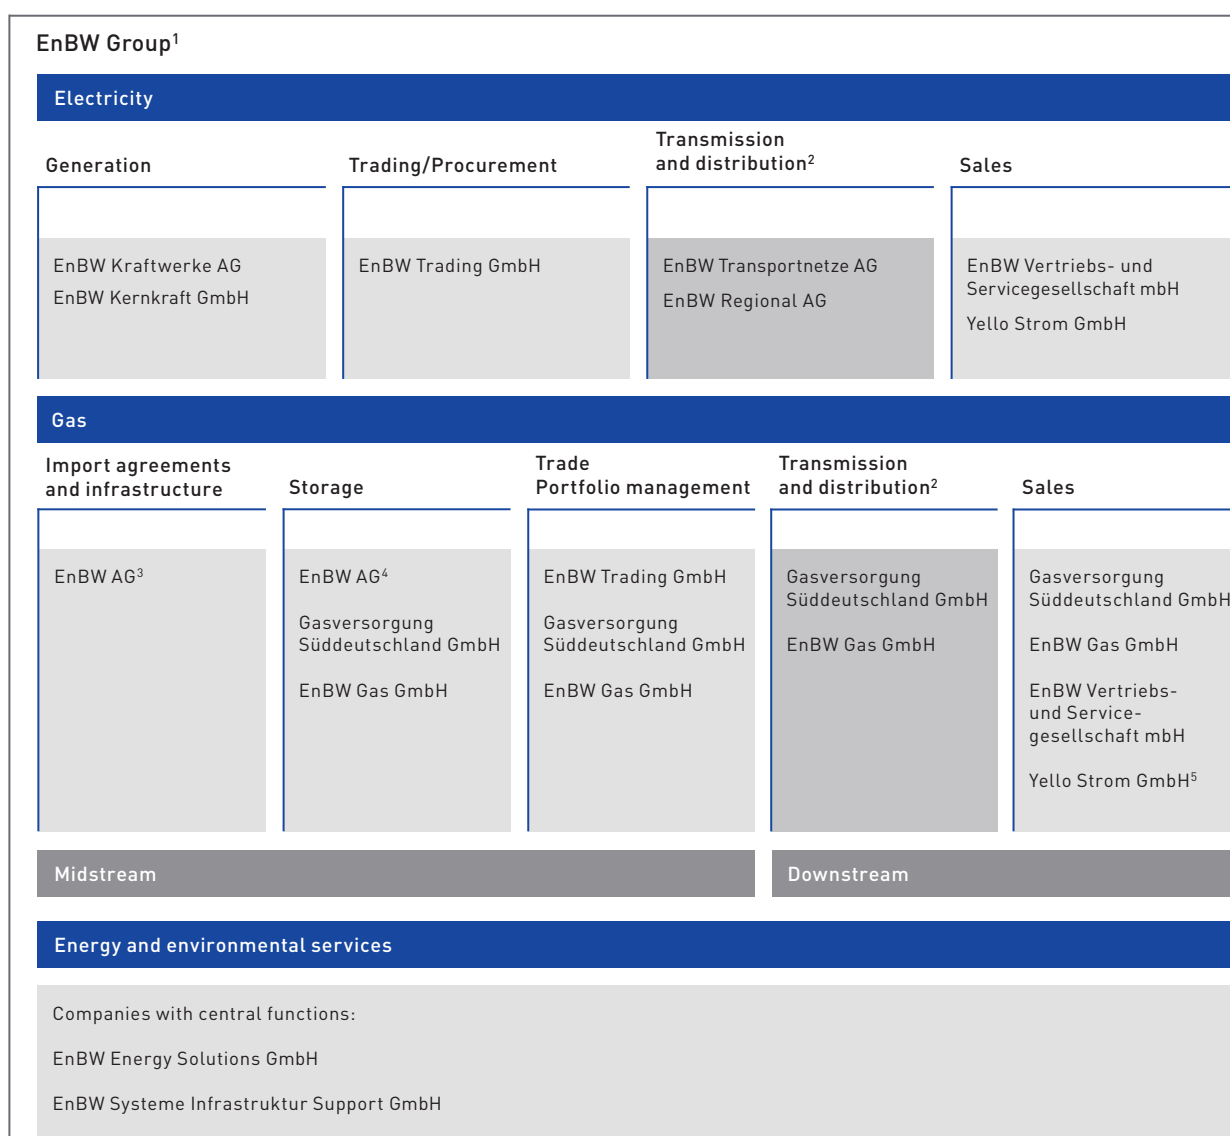 EnBW Group¹
Electricity
Generation
EnBW Kraftwerke AG
EnBW Kernkraft GmbH
Trading/Procurement
EnBW Trading GmbH
Transmission
and distribution²
EnBW Transportnetze AG
EnBW Regional AG
Sales
EnBW Vertriebs- und
Servicegesellschaft mbH
Yello Strom GmbH
Gas
Import agreements
and infrastructure
EnBW AG³
Storage
EnBW AG⁴
Gasversorgung
Süddeutschland GmbH
EnBW Gas GmbH
Trade
Portfolio management
EnBW Trading GmbH
Gasversorgung
Süddeutschland GmbH
EnBW Gas GmbH
Transmission
and distribution²
Gasversorgung
Süddeutschland GmbH
EnBW Gas GmbH
Sales
Gasversorgung
Süddeutschland GmbH
EnBW Gas GmbH
EnBW Vertriebs-
und Service-
gesellschaft mbH
Yello Strom GmbH⁵
Midstream
Downstream
Energy and environmental services
Companies with central functions:
EnBW Energy Solutions GmbH
EnBW Systeme Infrastruktur Support GmbH